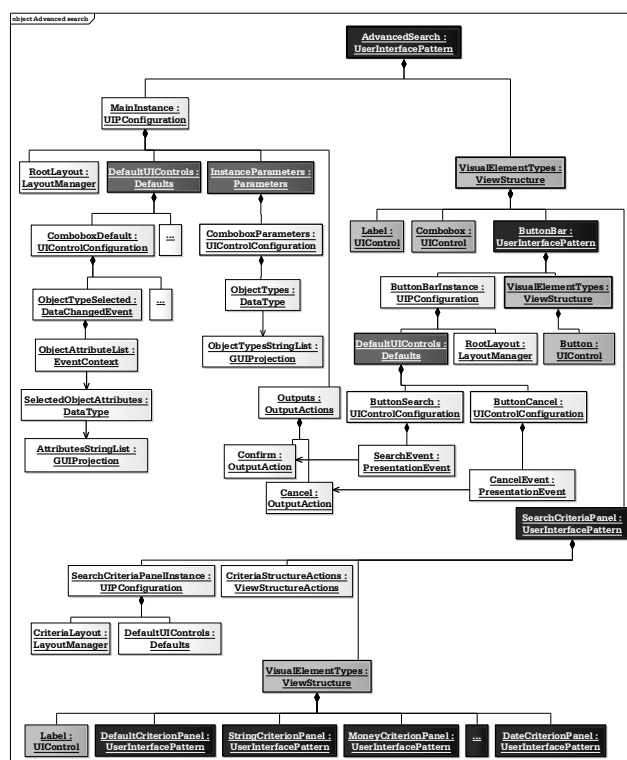 object Advanced search
AdvancedSearch :
UserInterfacePattern
MainInstance :
UIPConfiguration
RootLayout :
LayoutManager
DefaultUIControls :
Defaults
InstanceParameters :
Parameters
VisualElementTypes :
ViewStructure
ComboboxDefault :
UIControlConfiguration
...
ComboboxParameters :
UIControlConfiguration
Label :
UIControl
Combobox :
UIControl
ButtonBar :
UserInterfacePattern
ObjectTypeSelected :
DataChangedEvent
...
ObjectTypes :
DataType
ButtonBarInstance :
UIPConfiguration
VisualElementTypes :
ViewStructure
ObjectAttributeList :
EventContext
ObjectTypesStringList :
GUIProjection
DefaultUIControls :
Defaults
RootLayout :
LayoutManager
Button :
UIControl
SelectedObjectAttributes :
DataType
Outputs :
OutputActions
ButtonSearch :
UIControlConfiguration
ButtonCancel :
UIControlConfiguration
AttributesStringList :
GUIProjection
Confirm :
OutputAction
SearchEvent :
PresentationEvent
Cancel :
OutputAction
CancelEvent :
PresentationEvent
SearchCriteriaPanel :
UserInterfacePattern
SearchCriteriaPanelInstance :
UIPConfiguration
CriteriaStructureActions :
ViewStructureActions
CriteriaLayout :
LayoutManager
DefaultUIControls :
Defaults
VisualElementTypes :
ViewStructure
Label :
UIControl
DefaultCriterionPanel :
UserInterfacePattern
StringCriterionPanel :
UserInterfacePattern
MoneyCriterionPanel :
UserInterfacePattern
...
DateCriterionPanel :
UserInterfacePattern